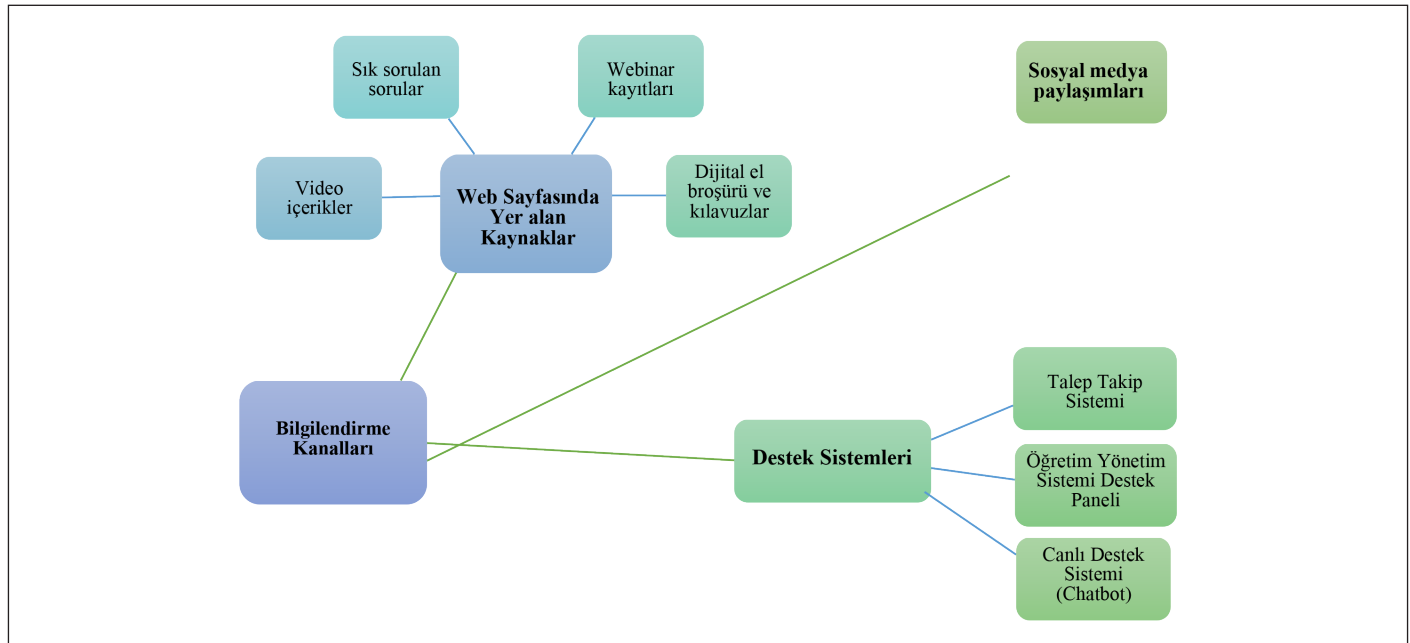 Sık sorulan
sorular
Webinar
kayıtları
Sosyal medya
paylaşımları
Video
içerikler
Web Sayfasında
Yer alan
Kaynaklar
Dijital el
broşürü ve
kılavuzlar
Bilgilendirme
Kanalları
Destek Sistemleri
Talep Takip
Sistemi
Öğretim Yönetim
Sistemi Destek
Paneli
Canlı Destek
Sistemi
(Chatbot)